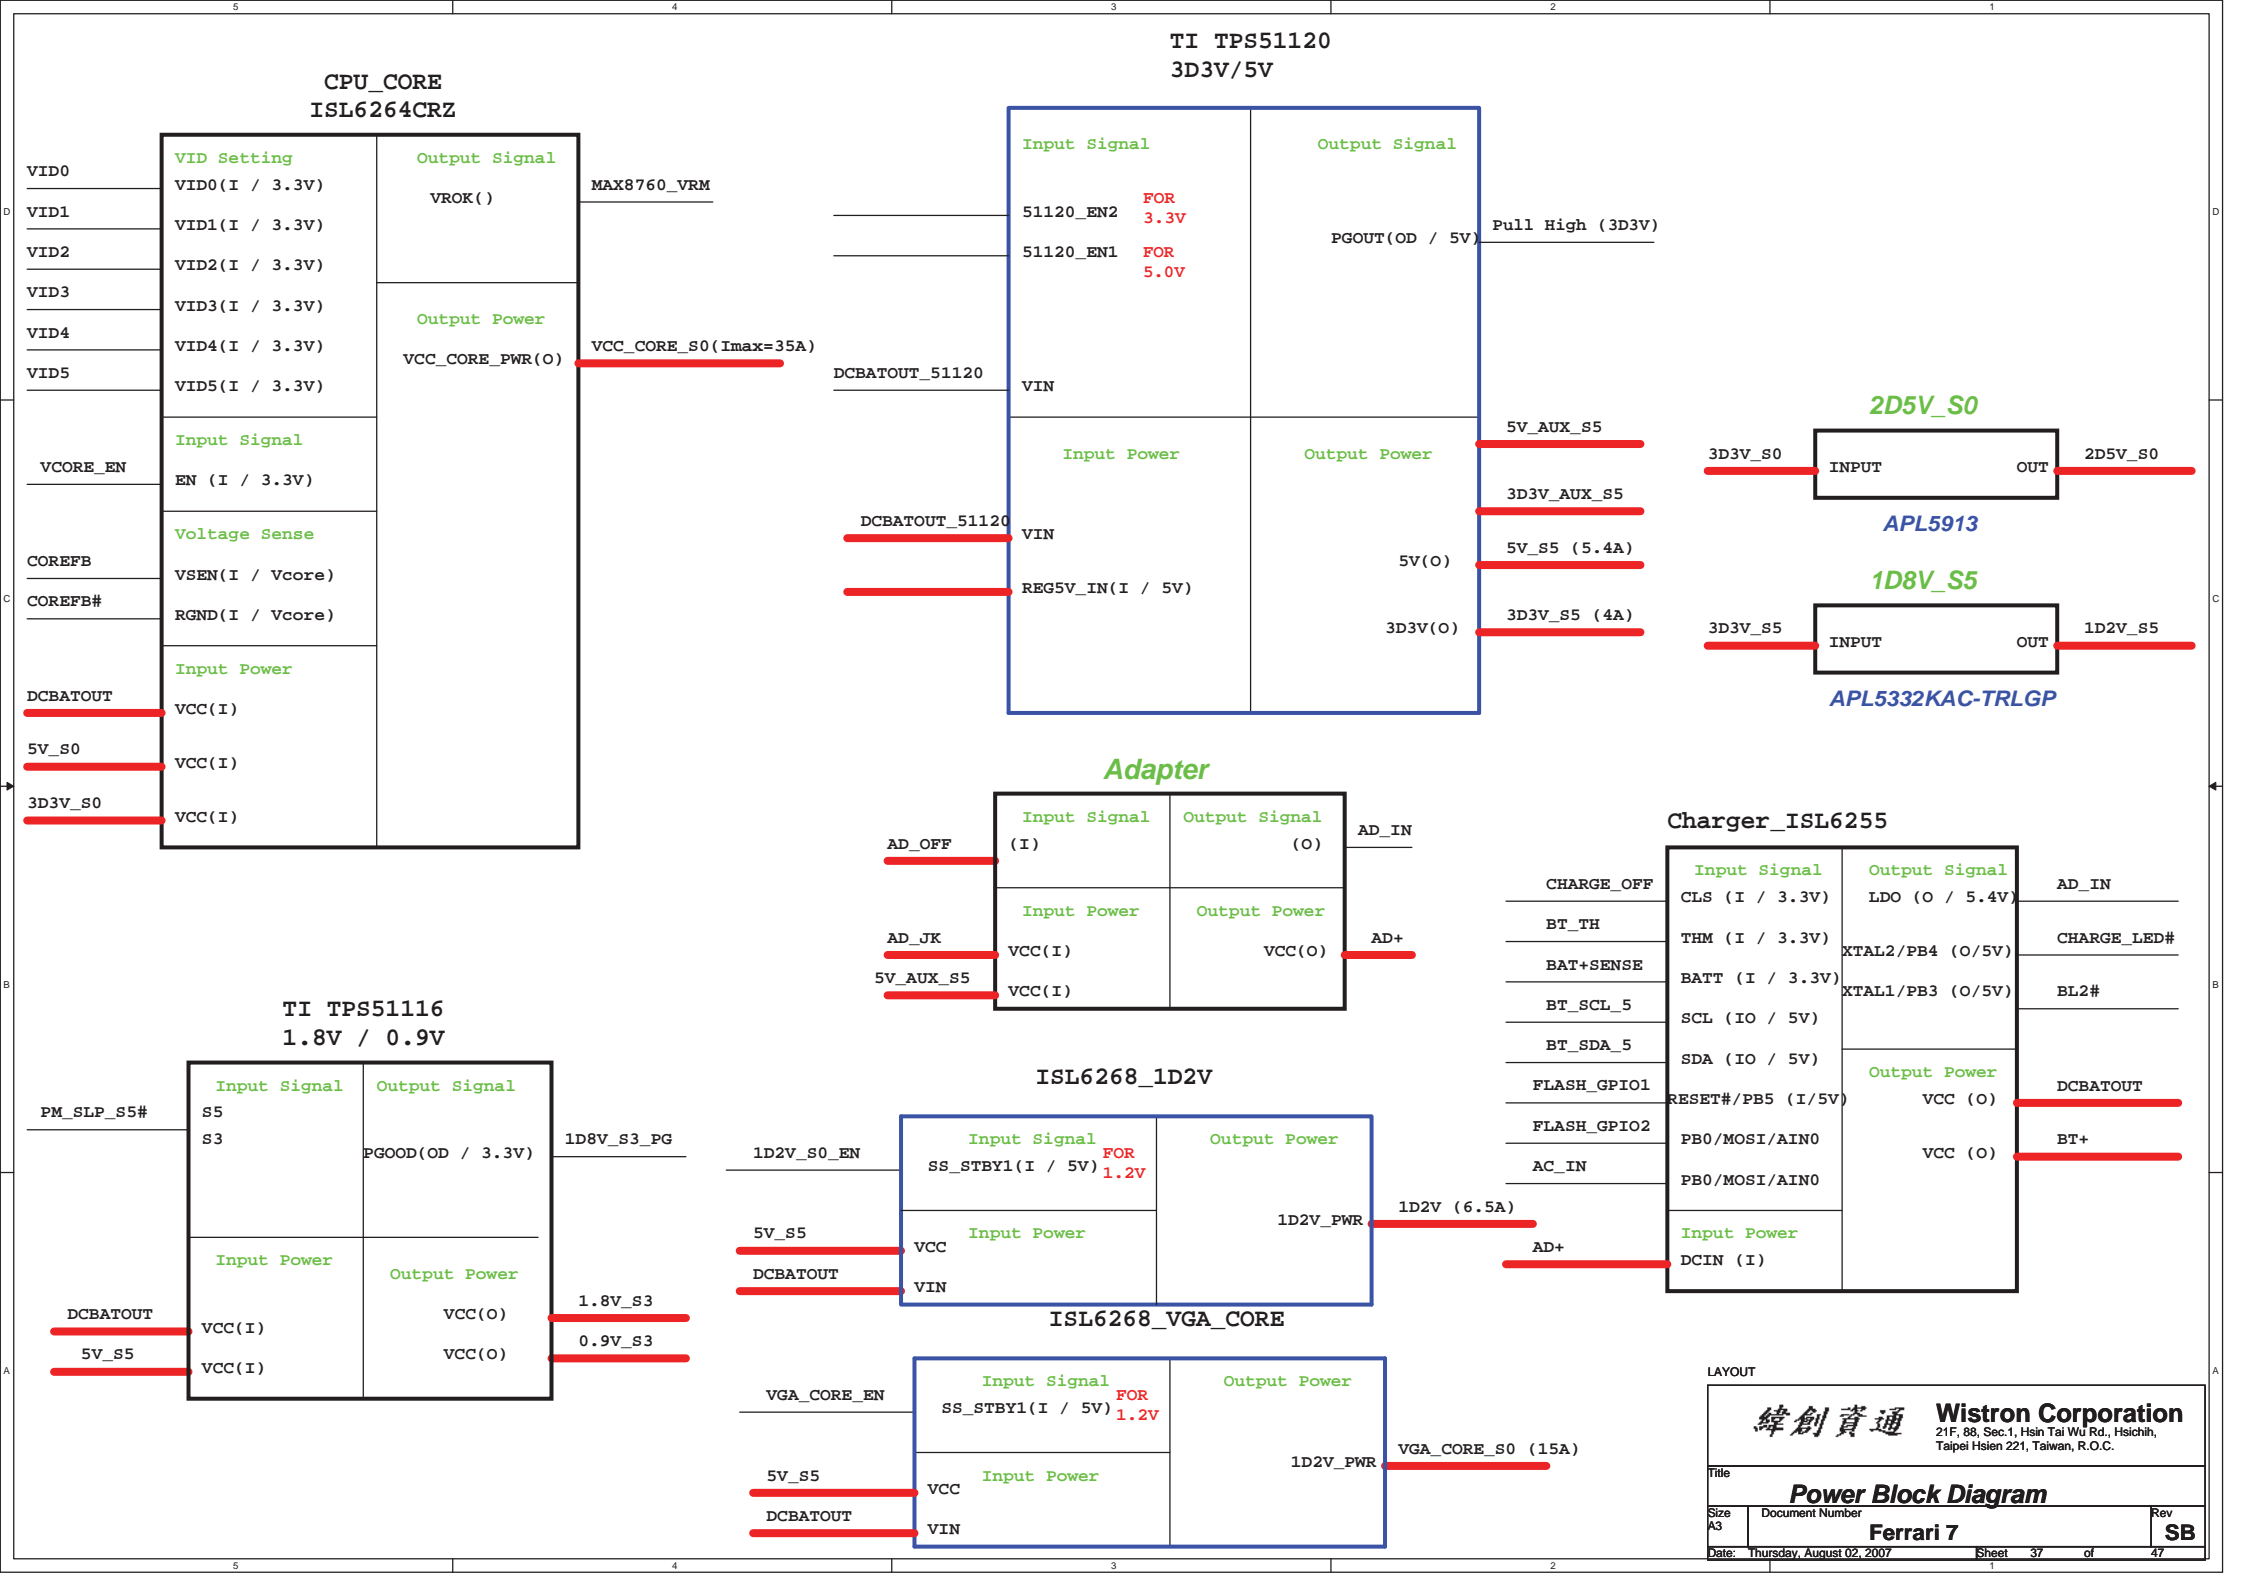 5 4 3 2 1
D
C
B
A
CPU_CORE
ISL6264CRZ
VID Setting
VID0
VID0(I / 3.3V)
VID1
VID1(I / 3.3V)
VID2
VID2(I / 3.3V)
VID3
VID3(I / 3.3V)
VID4
VID4(I / 3.3V)
VID5
VID5(I / 3.3V)
Input Signal
VCORE_EN
EN (I / 3.3V)
Voltage Sense
COREFB
VSEN(I / Vcore)
COREFB#
RGND(I / Vcore)
Input Power
DCBATOUT
VCC(I)
5V_S0
VCC(I)
3D3V_S0
VCC(I)
Output Signal
VROK()
MAX8760_VRM
Output Power
VCC_CORE_PWR(O)
VCC_CORE_S0(Imax=35A)
TI TPS51120
3D3V/5V
Input Signal
51120_EN2
FOR
3.3V
51120_EN1
FOR
5.0V
DCBATOUT_51120
VIN
Output Signal
PGOUT(OD / 5V)
Pull High (3D3V)
Input Power
DCBATOUT_51120
VIN
REG5V_IN(I / 5V)
Output Power
5V_AUX_S5
3D3V_AUX_S5
5V(O)
5V_S5 (5.4A)
3D3V(O)
3D3V_S5 (4A)
2D5V_S0
3D3V_S0
INPUT
OUT
2D5V_S0
APL5913
1D8V_S5
3D3V_S5
INPUT
OUT
1D2V_S5
APL5332KAC-TRLGP
Adapter
Input Signal
AD_OFF
(I)
Output Signal
(O)
AD_IN
Input Power
AD_JK
VCC(I)
5V_AUX_S5
VCC(I)
Output Power
VCC(O)
AD+
Charger_ISL6255
Input Signal
CHARGE_OFF
CLS (I / 3.3V)
BT_TH
THM (I / 3.3V)
BAT+SENSE
BATT (I / 3.3V)
BT_SCL_5
SCL (IO / 5V)
BT_SDA_5
SDA (IO / 5V)
FLASH_GPIO1
RESET#/PB5 (I/5V)
FLASH_GPIO2
PB0/MOSI/AIN0
AC_IN
PB0/MOSI/AIN0
Input Power
AD+
DCIN (I)
Output Signal
LDO (O / 5.4V)
AD_IN
XTAL2/PB4 (O/5V)
CHARGE_LED#
XTAL1/PB3 (O/5V)
BL2#
Output Power
VCC (O)
DCBATOUT
VCC (O)
BT+
TI TPS51116
1.8V / 0.9V
Input Signal
PM_SLP_S5#
S5
S3
Output Signal
PGOOD(OD / 3.3V)
1D8V_S3_PG
Input Power
DCBATOUT
VCC(I)
5V_S5
VCC(I)
Output Power
VCC(O)
1.8V_S3
VCC(O)
0.9V_S3
ISL6268_1D2V
Input Signal
1D2V_S0_EN
SS_STBY1(I / 5V)
FOR
1.2V
Input Power
5V_S5
VCC
DCBATOUT
VIN
Output Power
1D2V_PWR
1D2V (6.5A)
ISL6268_VGA_CORE
Input Signal
VGA_CORE_EN
SS_STBY1(I / 5V)
FOR
1.2V
Input Power
5V_S5
VCC
DCBATOUT
VIN
Output Power
1D2V_PWR
VGA_CORE_S0 (15A)
LAYOUT
緯創資通
Wistron Corporation
21F, 88, Sec.1, Hsin Tai Wu Rd., Hsichih,
Taipei Hsien 221, Taiwan, R.O.C.
Title
Power Block Diagram
Size
A3
Document Number
Ferrari 7
Rev
SB
Date: Thursday, August 02, 2007 Sheet 37 of 47
D
C
B
A
5 4 3 2 1